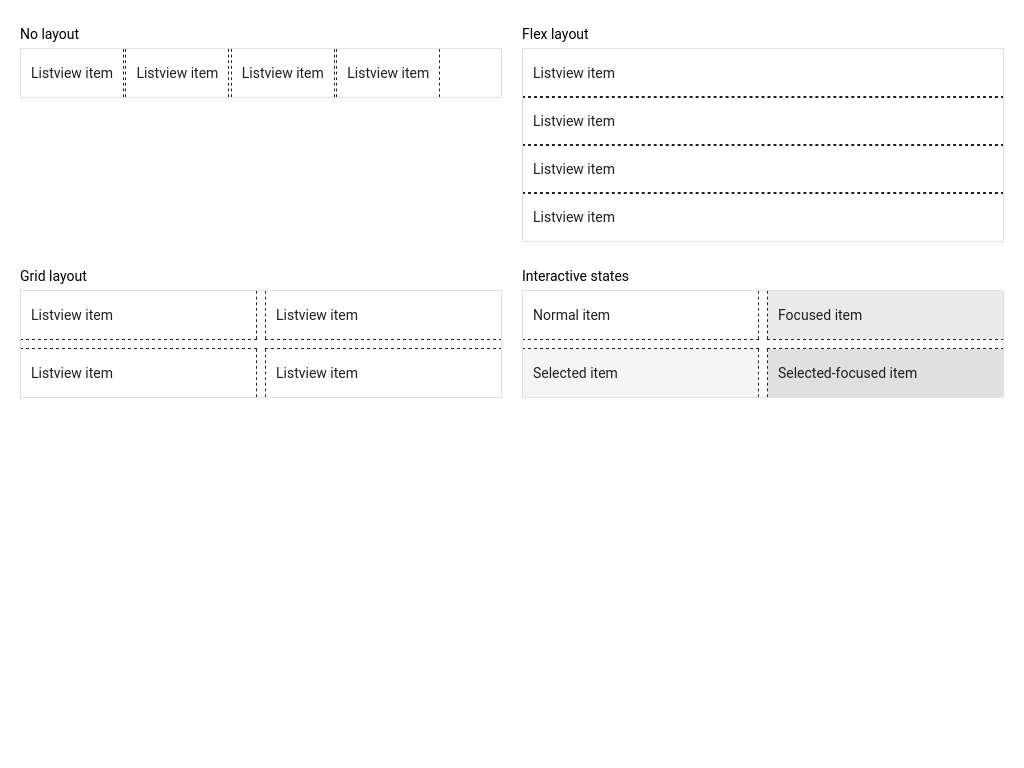 No layout
Listview item Listview item Listview item Listview item
Flex layout
Listview item
Listview item
Listview item
Listview item
Grid layout
Listview item Listview item
Listview item Listview item
Interactive states
Normal item Focused item
Selected item Selected-focused item